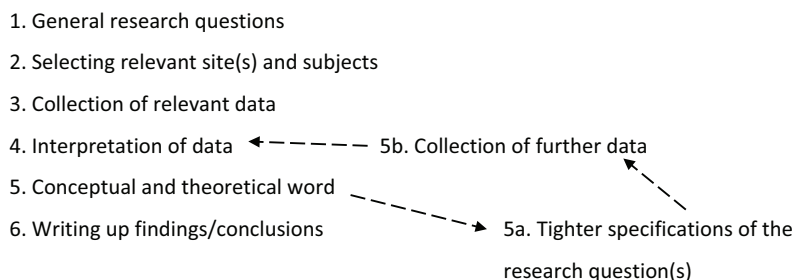 1. General research questions
2. Selecting relevant site(s) and subjects
3. Collection of relevant data
4. Interpretation of data
5b. Collection of further data
5. Conceptual and theoretical word
6. Writing up findings/conclusions
5a. Tighter specifications of the
research question(s)